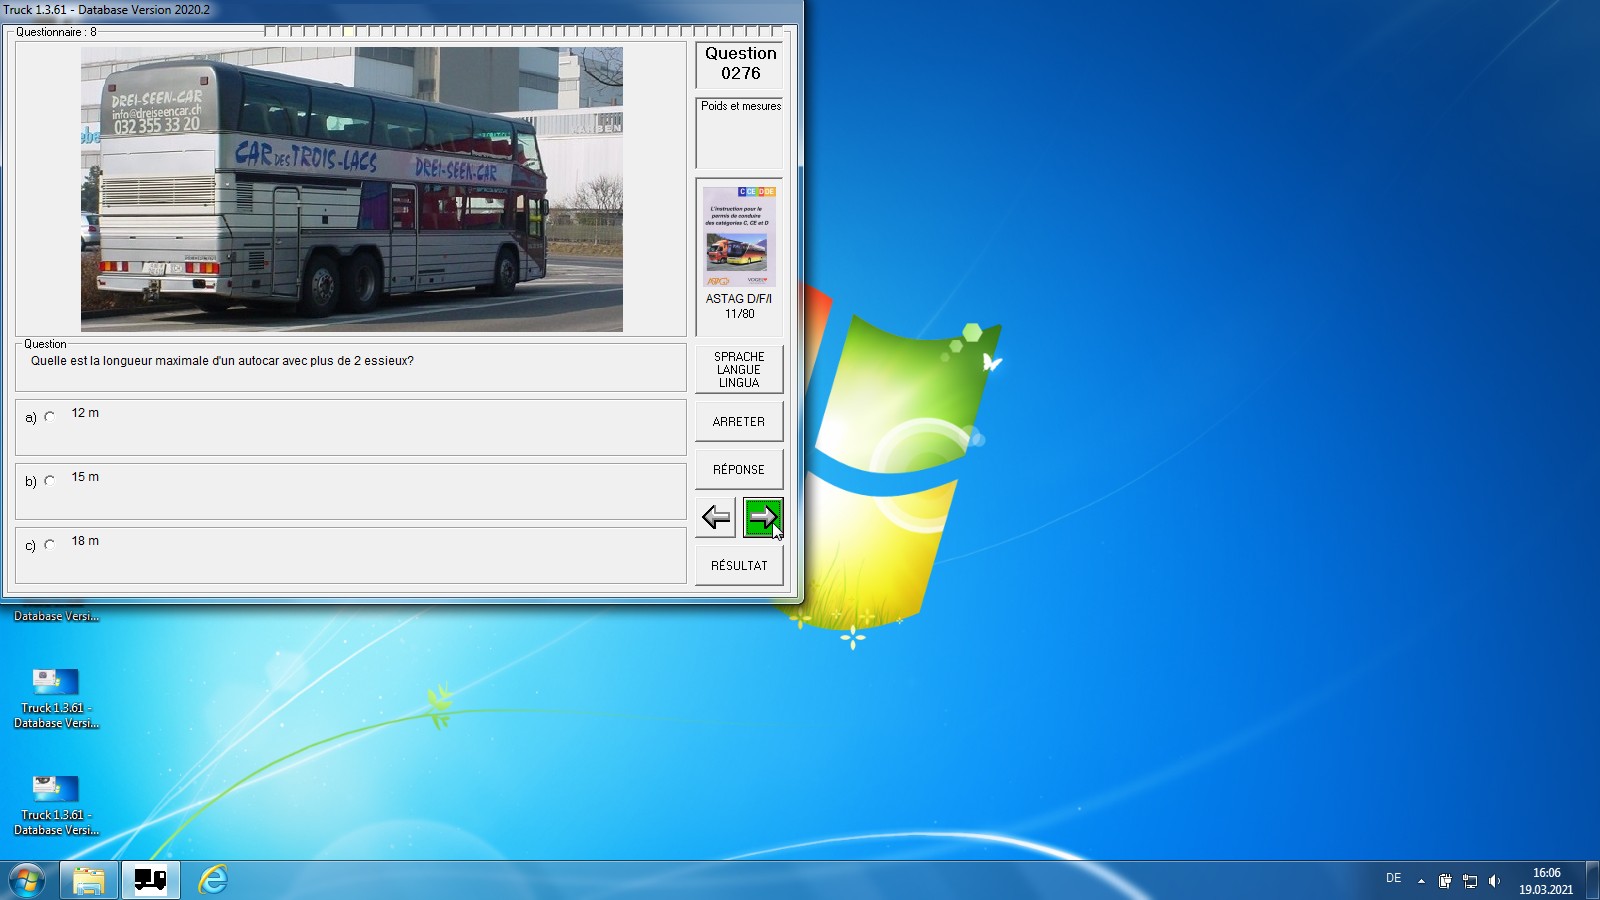 Truck 1.3.61 - Database Version 2020.2
Questionnaire : 8
DREI-SEEN-CAR
info@dreiseencar.ch
032 355 33 20
CAR DES TROIS-LACS
DREI-SEEN-CAR
Question
0276
Poids et mesures
C CE D DE
L'instruction pour le
permis de conduire
des catégories C, CE et D
ASTAG D/F/I
11/80
Question
Quelle est la longueur maximale d'un autocar avec plus de 2 essieux?
SPRACHE
LANGUE
LINGUA
a) 12 m
ARRETER
b) 15 m
RÉPONSE
c) 18 m
RÉSULTAT
Database Versi...
Truck 1.3.61 -
Database Versi...
Truck 1.3.61 -
Database Versi...
DE
16:06
19.03.2021